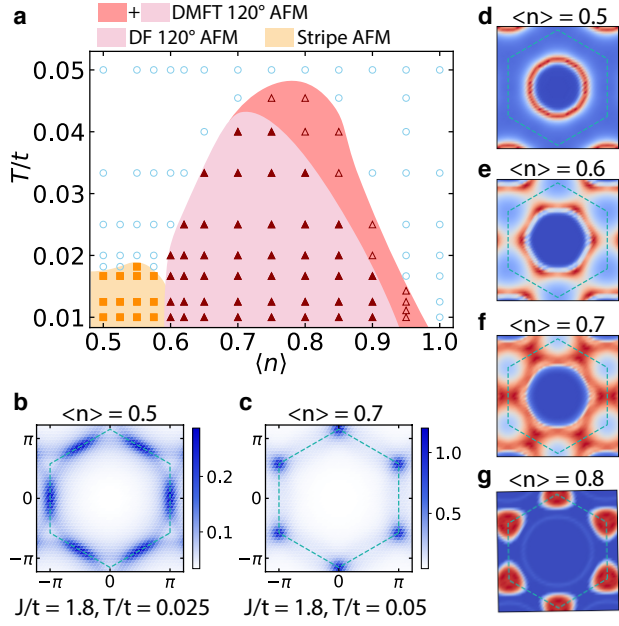 a
+ DMFT 120° AFM
DF 120° AFM
Stripe AFM
T/t
0.05
0.04
0.03
0.02
0.01
0.5 0.6 0.7 0.8 0.9 1.0
⟨n⟩
b
<n> = 0.5
π
0
−π
−π 0 π
0.2
0.1
J/t = 1.8, T/t = 0.025
c
<n> = 0.7
π
0
−π
−π 0 π
1.0
0.5
J/t = 1.8, T/t = 0.05
d
<n> = 0.5
e
<n> = 0.6
f
<n> = 0.7
g
<n> = 0.8